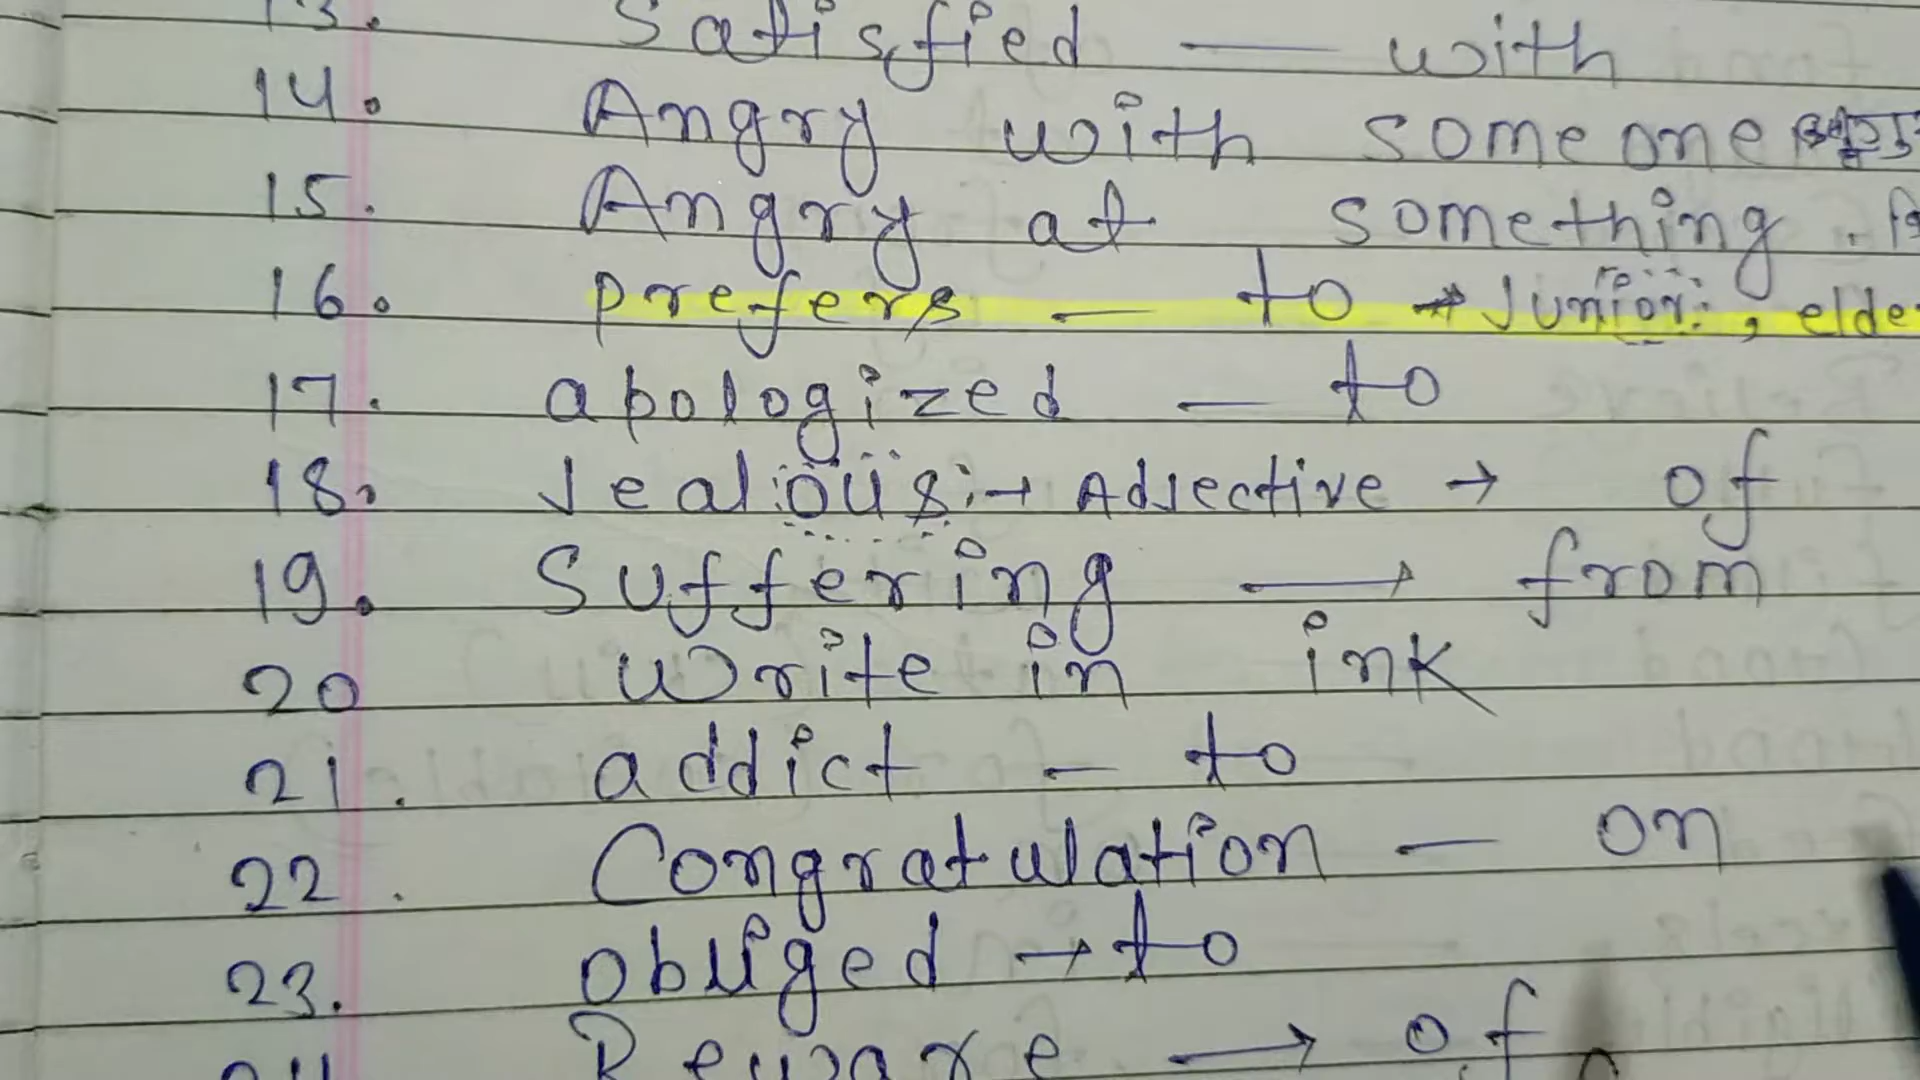 13. Satisfied — with
14. Angry with someone
15. Angry at something.
16. prefers — to → Junior, elde
17. apologized — to
18. Jealous → Adjective → of
19. Suffering → from
20 write in ink
21. addict — to
22. Congratulation — on
23. obliged → to
24 Beware → of